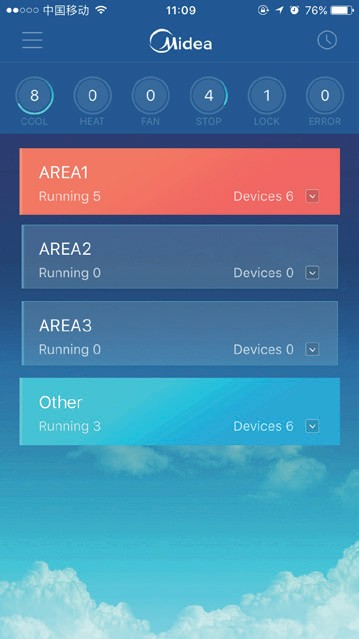 中国移动 11:09 76%
Midea
8 0 0 4 1 0
COOL HEAT FAN STOP LOCK ERROR
AREA1
Running 5 Devices 6
AREA2
Running 0 Devices 0
AREA3
Running 0 Devices 0
Other
Running 3 Devices 6